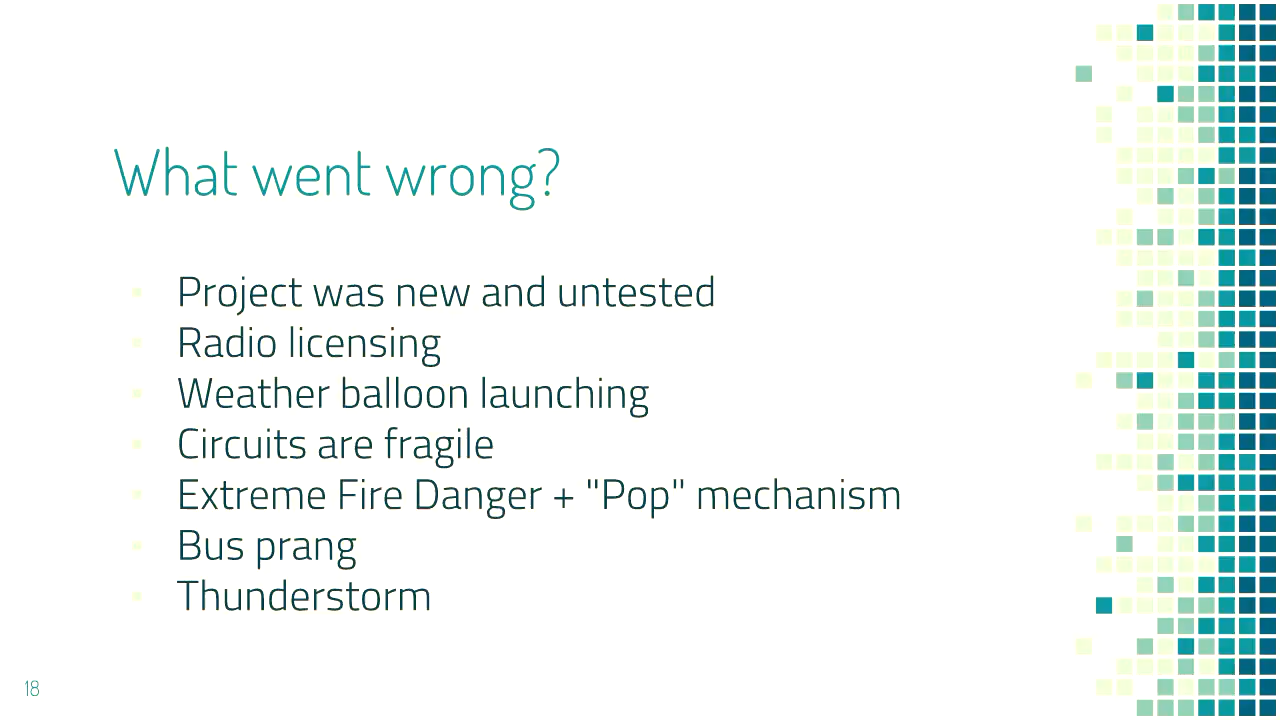 What went wrong?
Project was new and untested
Radio licensing
Weather balloon launching
Circuits are fragile
Extreme Fire Danger + "Pop" mechanism
Bus prang
Thunderstorm
18